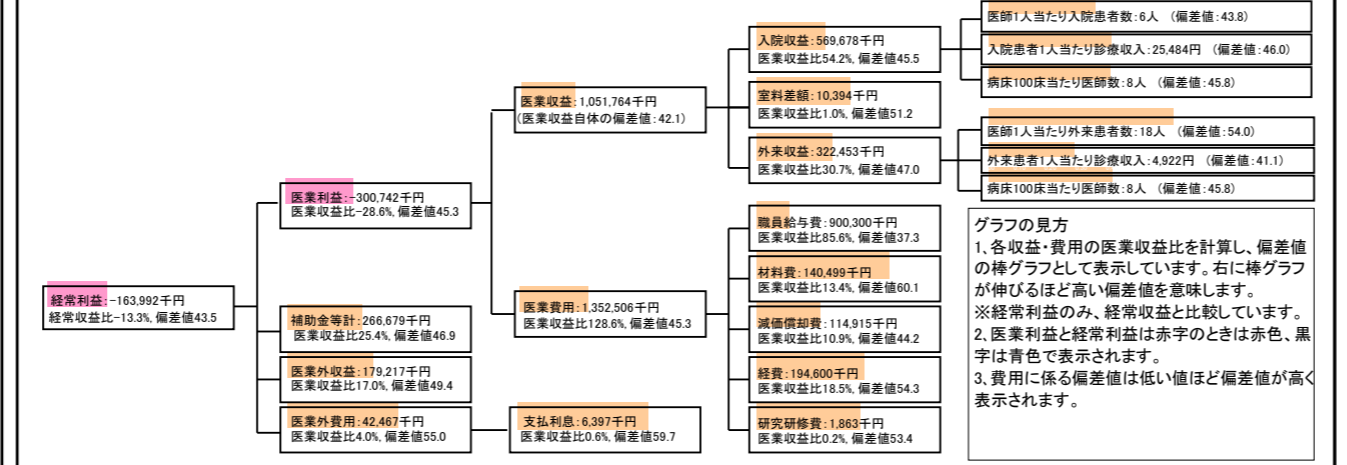 経常利益:-163,992千円
経常収益比-13.3%, 偏差値43.5
医業利益:-300,742千円
医業収益比-28.6%, 偏差値45.3
補助金等計:266,679千円
医業収益比25.4%, 偏差値46.9
医業外収益:179,217千円
医業収益比17.0%, 偏差値49.4
医業外費用:42,467千円
医業収益比4.0%, 偏差値55.0
医業収益:1,051,764千円
(医業収益自体の偏差値:42.1)
医業費用:1,352,506千円
医業収益比128.6%, 偏差値45.3
支払利息:6,397千円
医業収益比0.6%, 偏差値59.7
入院収益:569,678千円
医業収益比54.2%, 偏差値45.5
室料差額:10,394千円
医業収益比1.0%, 偏差値51.2
外来収益:322,453千円
医業収益比30.7%, 偏差値47.0
職員給与費:900,300千円
医業収益比85.6%, 偏差値37.3
材料費:140,499千円
医業収益比13.4%, 偏差値60.1
減価償却費:114,915千円
医業収益比10.9%, 偏差値44.2
経費:194,600千円
医業収益比18.5%, 偏差値54.3
研究研修費:1,863千円
医業収益比0.2%, 偏差値53.4
医師1人当たり入院患者数:6人 (偏差値:43.8)
入院患者1人当たり診療収入:25,484円 (偏差値:46.0)
病床100床当たり医師数:8人 (偏差値:45.8)
医師1人当たり外来患者数:18人 (偏差値:54.0)
外来患者1人当たり診療収入:4,922円 (偏差値:41.1)
病床100床当たり医師数:8人 (偏差値:45.8)
グラフの見方
1、各収益・費用の医業収益比を計算し、偏差値
の棒グラフとして表示しています。右に棒グラフ
が伸びるほど高い偏差値を意味します。
※経常利益のみ、経常収益と比較しています。
2、医業利益と経常利益は赤字のときは赤色、黒
字は青色で表示されます。
3、費用に係る偏差値は低い値ほど偏差値が高く
表示されます。